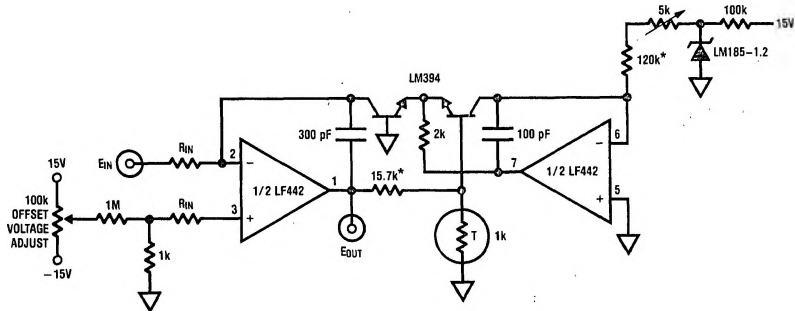 5k
100k
15V
LM185-1.2
120k*
LM394
300 pF
2k
100 pF
6
EIN
RIN
2
−
1/2 LF442
1
15.7k*
7
1/2 LF442
−
+
5
15V
100k
OFFSET
VOLTAGE
ADJUST
−15V
1M
RIN
3
+
1k
EOUT
T
1k